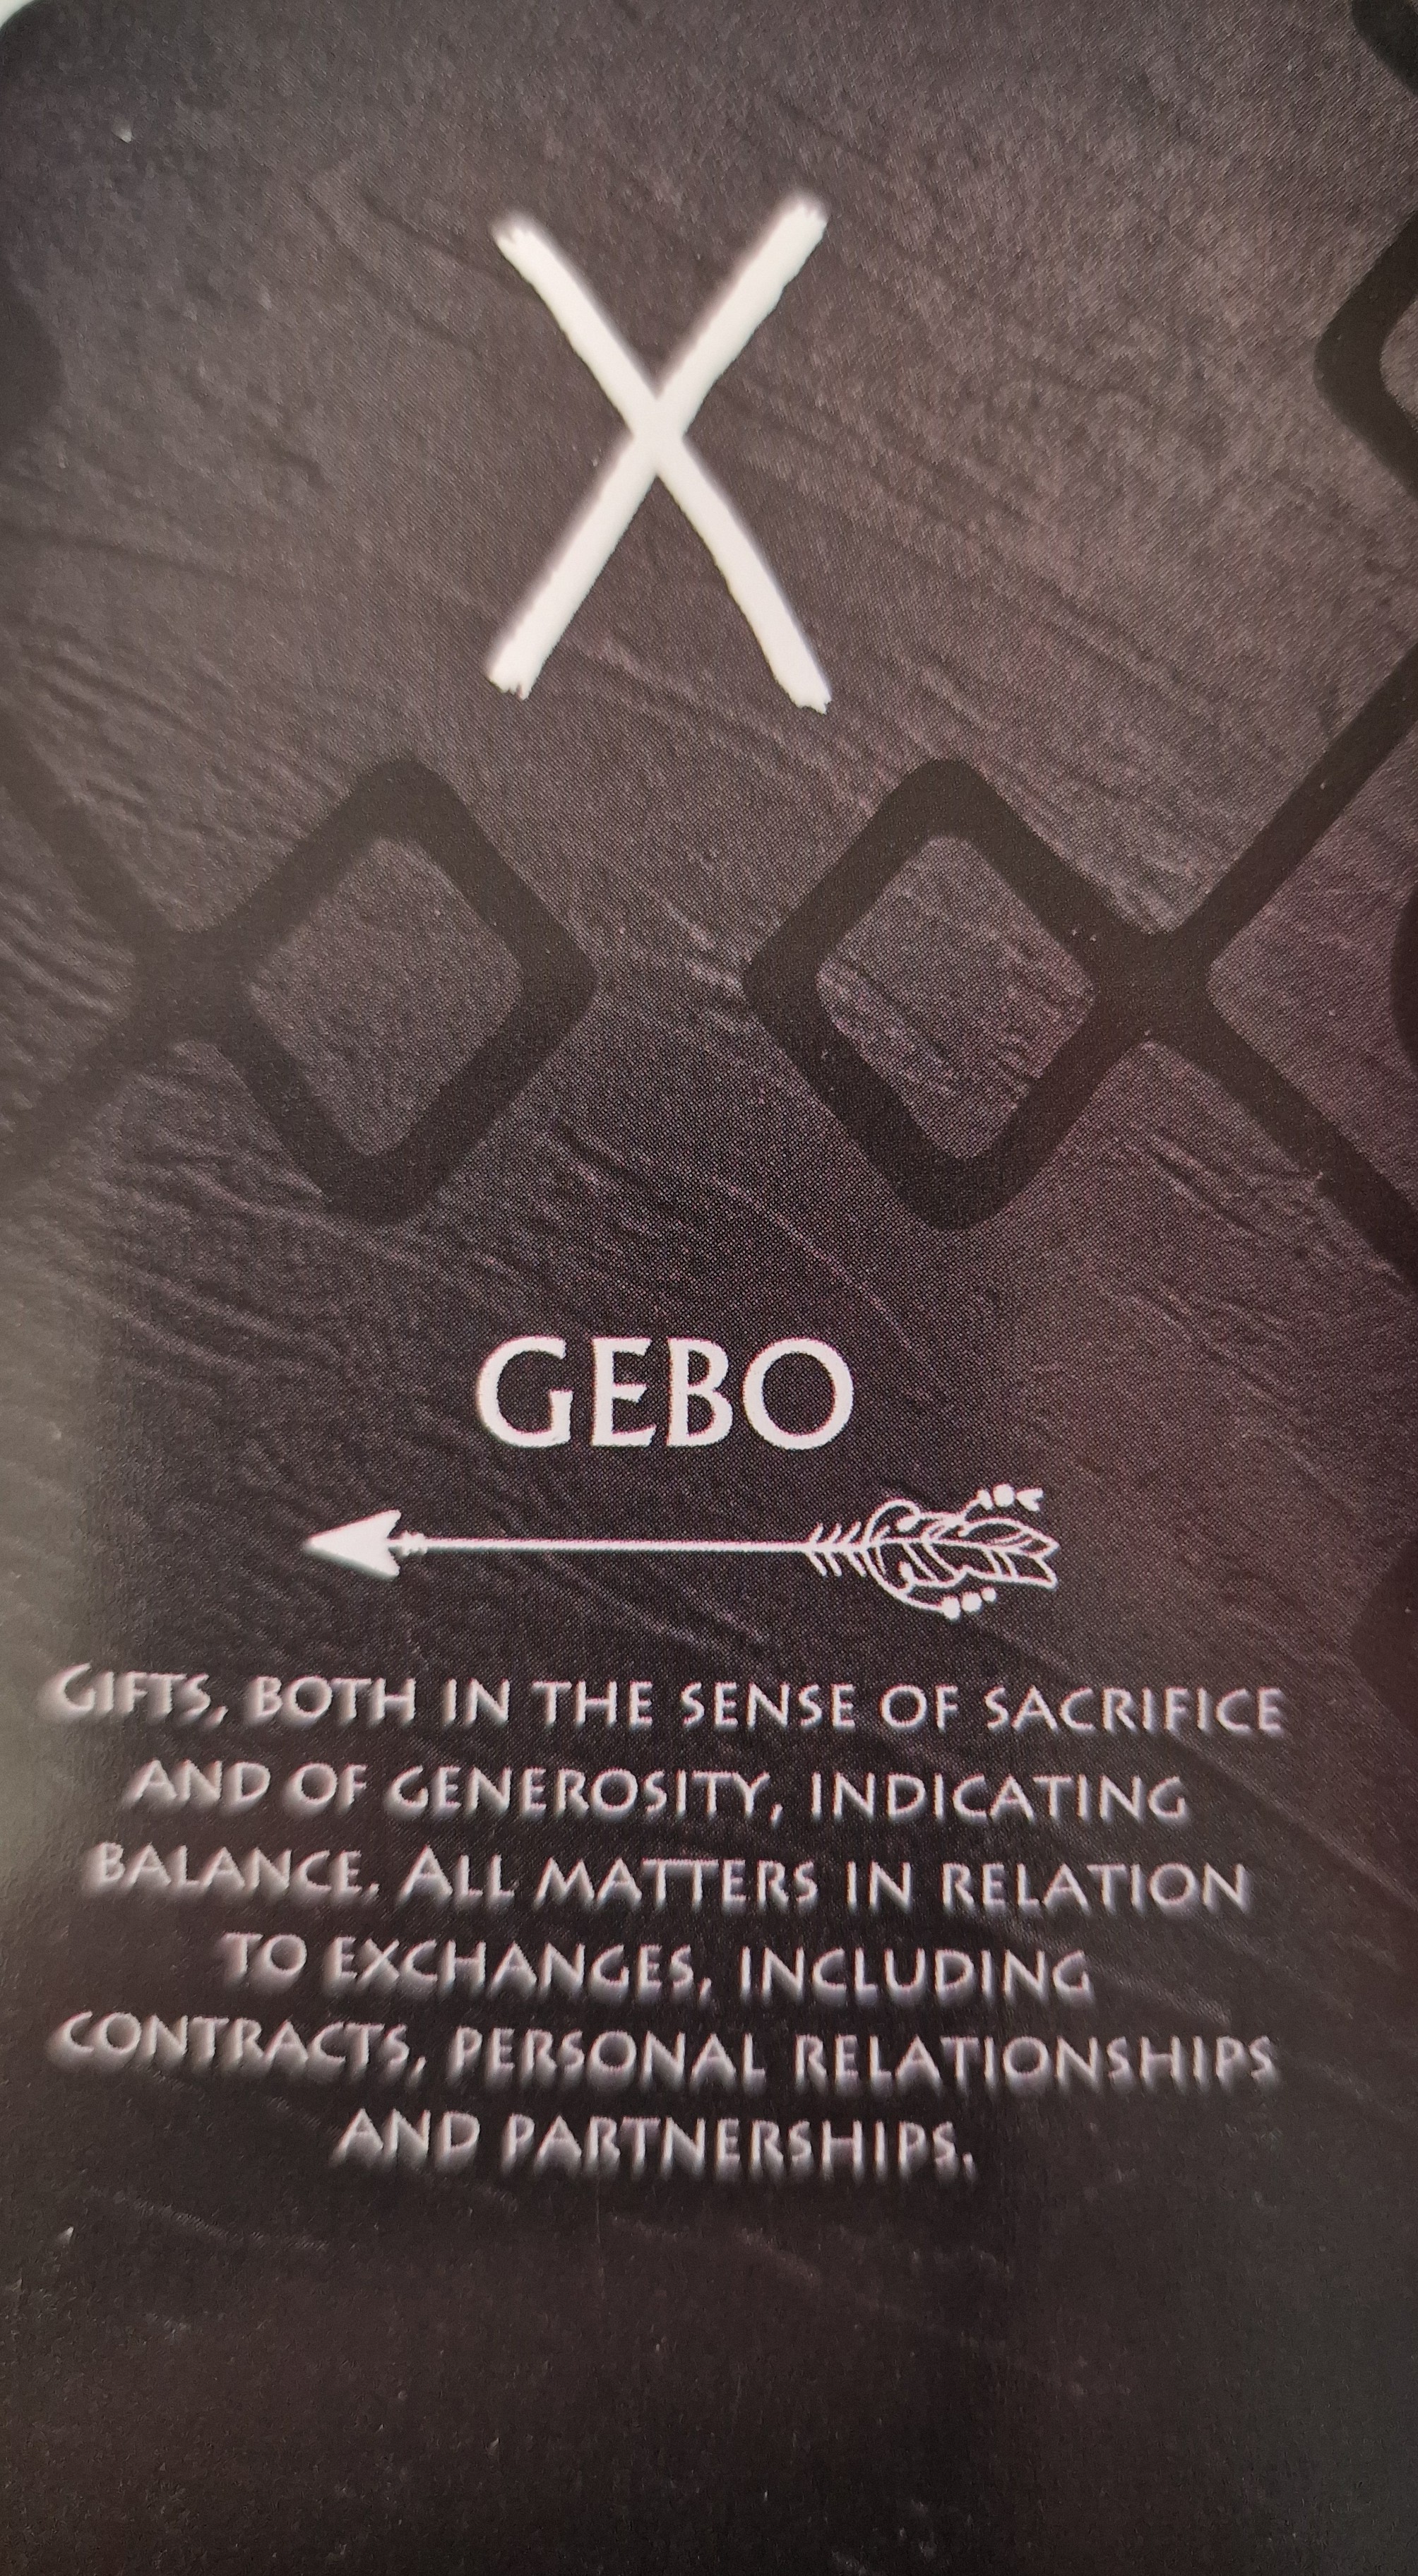 X
GEBO
GIFTS, BOTH IN THE SENSE OF SACRIFICE
AND OF GENEROSITY, INDICATING
BALANCE. ALL MATTERS IN RELATION
TO EXCHANGES, INCLUDING
CONTRACTS, PERSONAL RELATIONSHIPS
AND PARTNERSHIPS.